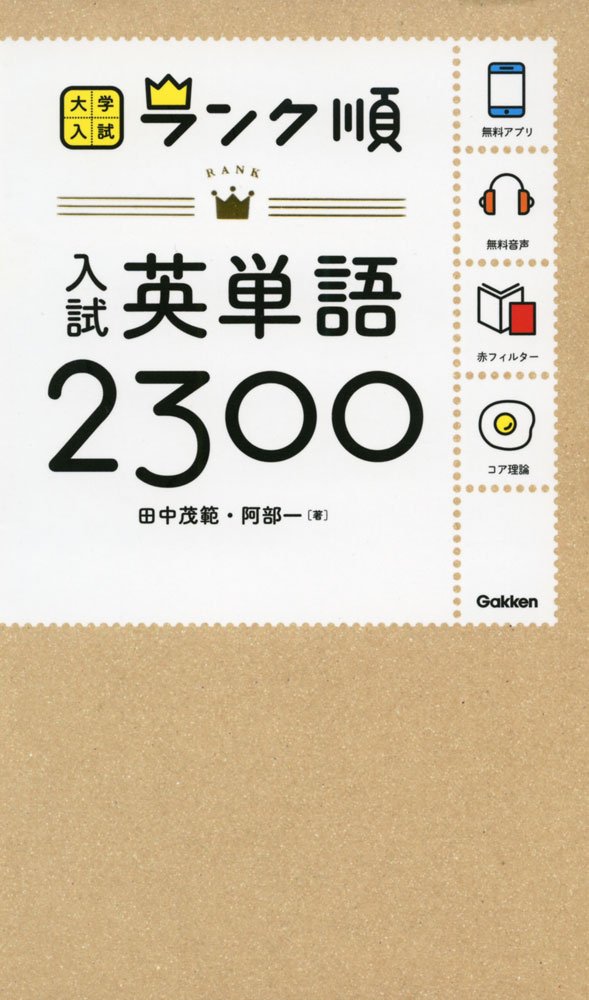 大学
入試
ランク順
RANK
入試
英単語
2300
田中茂範・阿部一[著]
無料アプリ
無料音声
赤フィルター
コア理論
Gakken